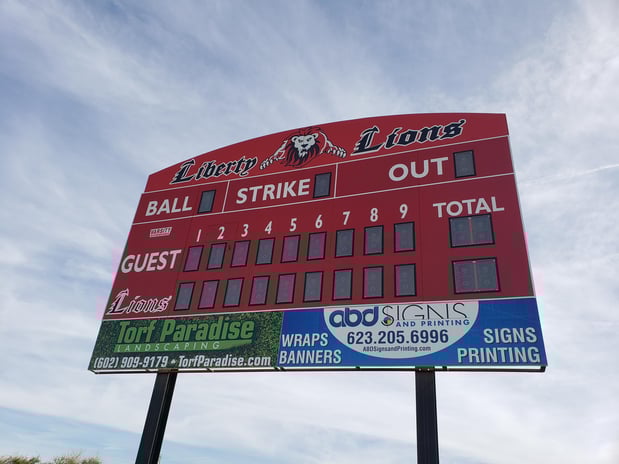 Liberty Lions
BALL STRIKE OUT
VARSITY
1 2 3 4 5 6 7 8 9 TOTAL
GUEST
Lions
Torf Paradise
LANDSCAPING
(602) 909-9179 • TorfParadise.com
abd SIGNS
AND PRINTING
623.205.6996
ABDSignsandPrinting.com
WRAPS
BANNERS
SIGNS
PRINTING